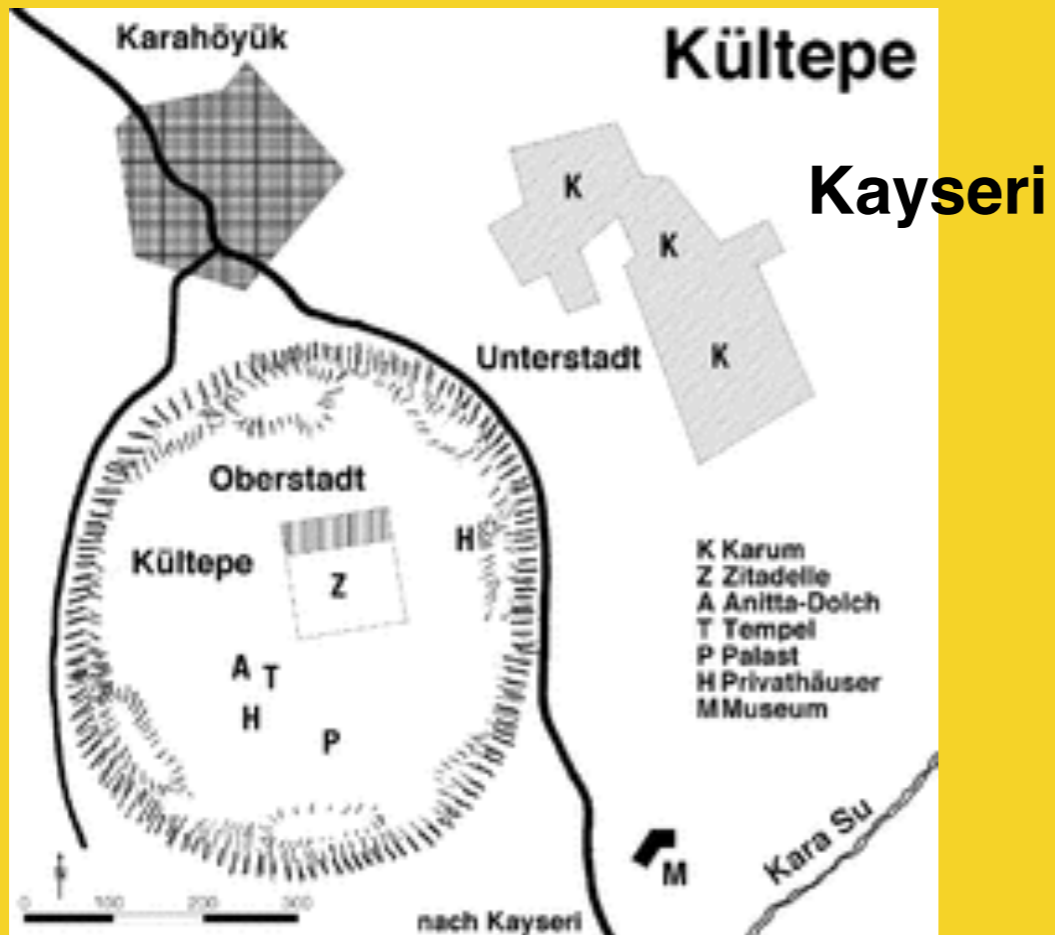 Karahöyük
Kültepe
Kayseri
K
K
K
Unterstadt
Oberstadt
Kültepe
H
Z
A T
H
P
K Karum
Z Zitadelle
A Anitta-Dolch
T Tempel
P Palast
H Privathäuser
M Museum
Kara Su
M
0 100 200 300
nach Kayseri